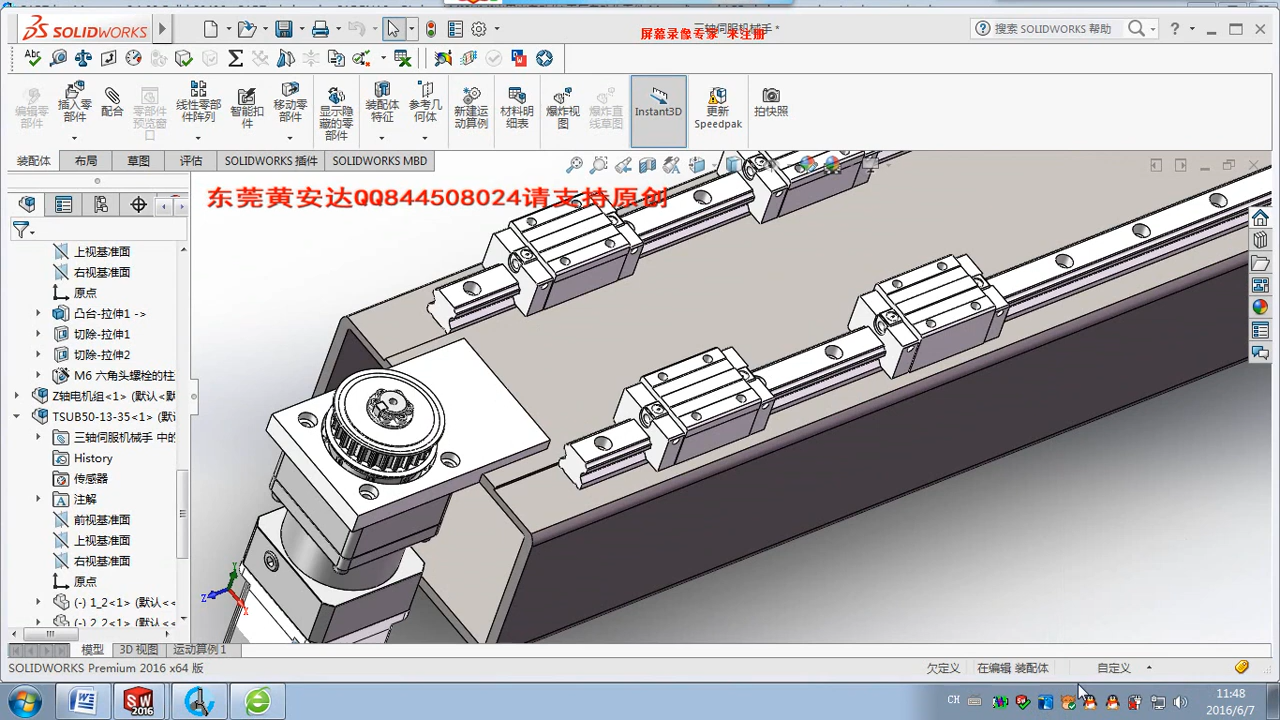 SOLIDWORKS
三轴伺服机械手 *
屏幕录像专家 未注册
搜索 SOLIDWORKS 帮助
编辑零部件
插入零部件
配合
零部件预览窗口
线性零部件阵列
智能扣件
移动零部件
显示隐藏的零部件
装配体特征
参考几何体
新建运动算例
材料明细表
爆炸视图
爆炸直线草图
Instant3D
更新 Speedpak
拍快照
装配体 布局 草图 评估 SOLIDWORKS 插件 SOLIDWORKS MBD
东莞黄安达QQ844508024请支持原创
上视基准面
右视基准面
原点
凸台-拉伸1 ->
切除-拉伸1
切除-拉伸2
M6 六角头螺栓的柱
Z轴电机组<1> (默认<默
TSUB50-13-35<1> (默认
三轴伺服机械手 中的
History
传感器
注解
前视基准面
上视基准面
右视基准面
原点
(-) 1_2<1> (默认<<
(-) 2_2<1> (默认<<
Y
Z
X
模型 3D 视图 运动算例1
SOLIDWORKS Premium 2016 x64 版
欠定义 在编辑 装配体 自定义
CH
11:48
2016/6/7